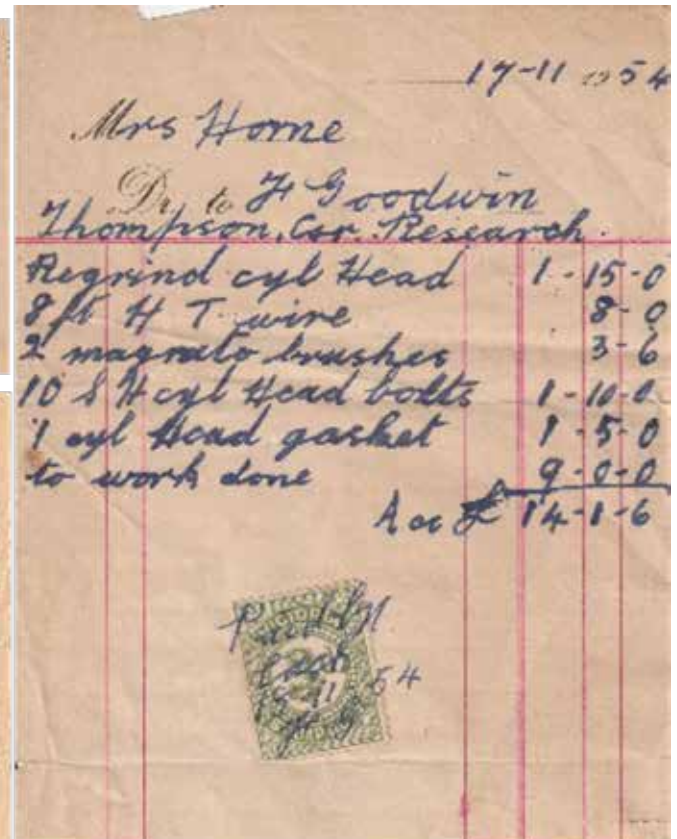 17-11 1954
Mrs Horne
Dr. to F Goodwin
Thompson, Car. Research.
Regrind cyl Head 1-15-0
8 ft H T wire 8-0
2 magneto brushes 3-6
10 S H cyl Head bolts 1-10-0
1 cyl Head gasket 1-5-0
to work done 9-0-0
Acc £ 14-1-6
Paid
Cash
11 54